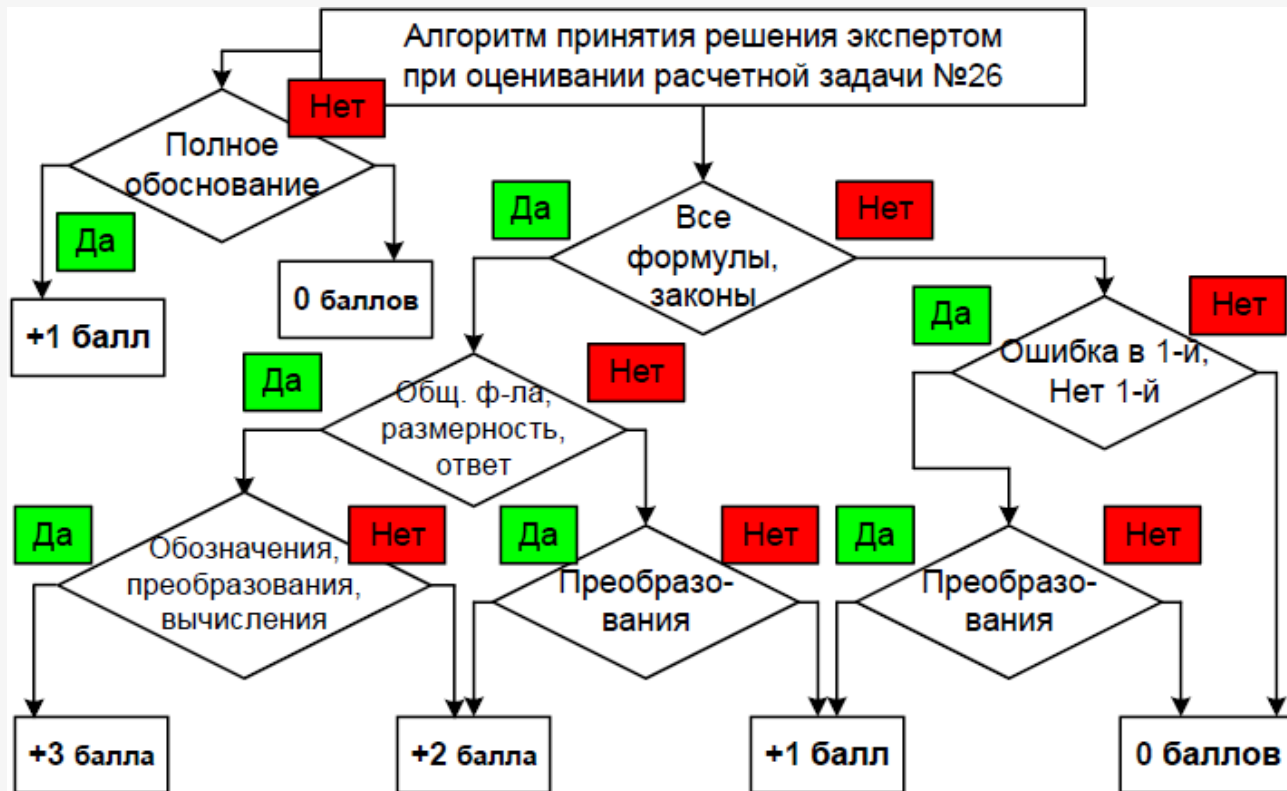 Алгоритм принятия решения экспертом
при оценивании расчетной задачи №26
Нет
Полное
обоснование
Да
Да
Нет
Все
формулы,
законы
0 баллов
+1 балл
Да
Нет
Ошибка в 1-й,
Нет 1-й
Да
Нет
Общ. ф-ла,
размерность,
ответ
Да
Нет
Обозначения,
преобразования,
вычисления
Да
Нет
Преобразо-
вания
Да
Нет
Преобразо-
вания
+3 балла
+2 балла
+1 балл
0 баллов